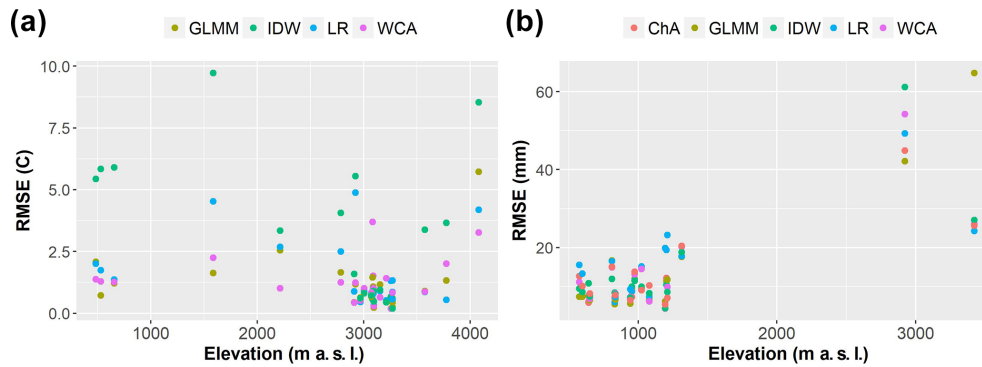 (a)
GLMM IDW LR WCA
10.0
7.5
5.0
2.5
0.0
RMSE (C)
1000 2000 3000 4000
Elevation (m a. s. l.)
(b)
ChA GLMM IDW LR WCA
60
40
20
RMSE (mm)
1000 2000 3000
Elevation (m a. s. l.)